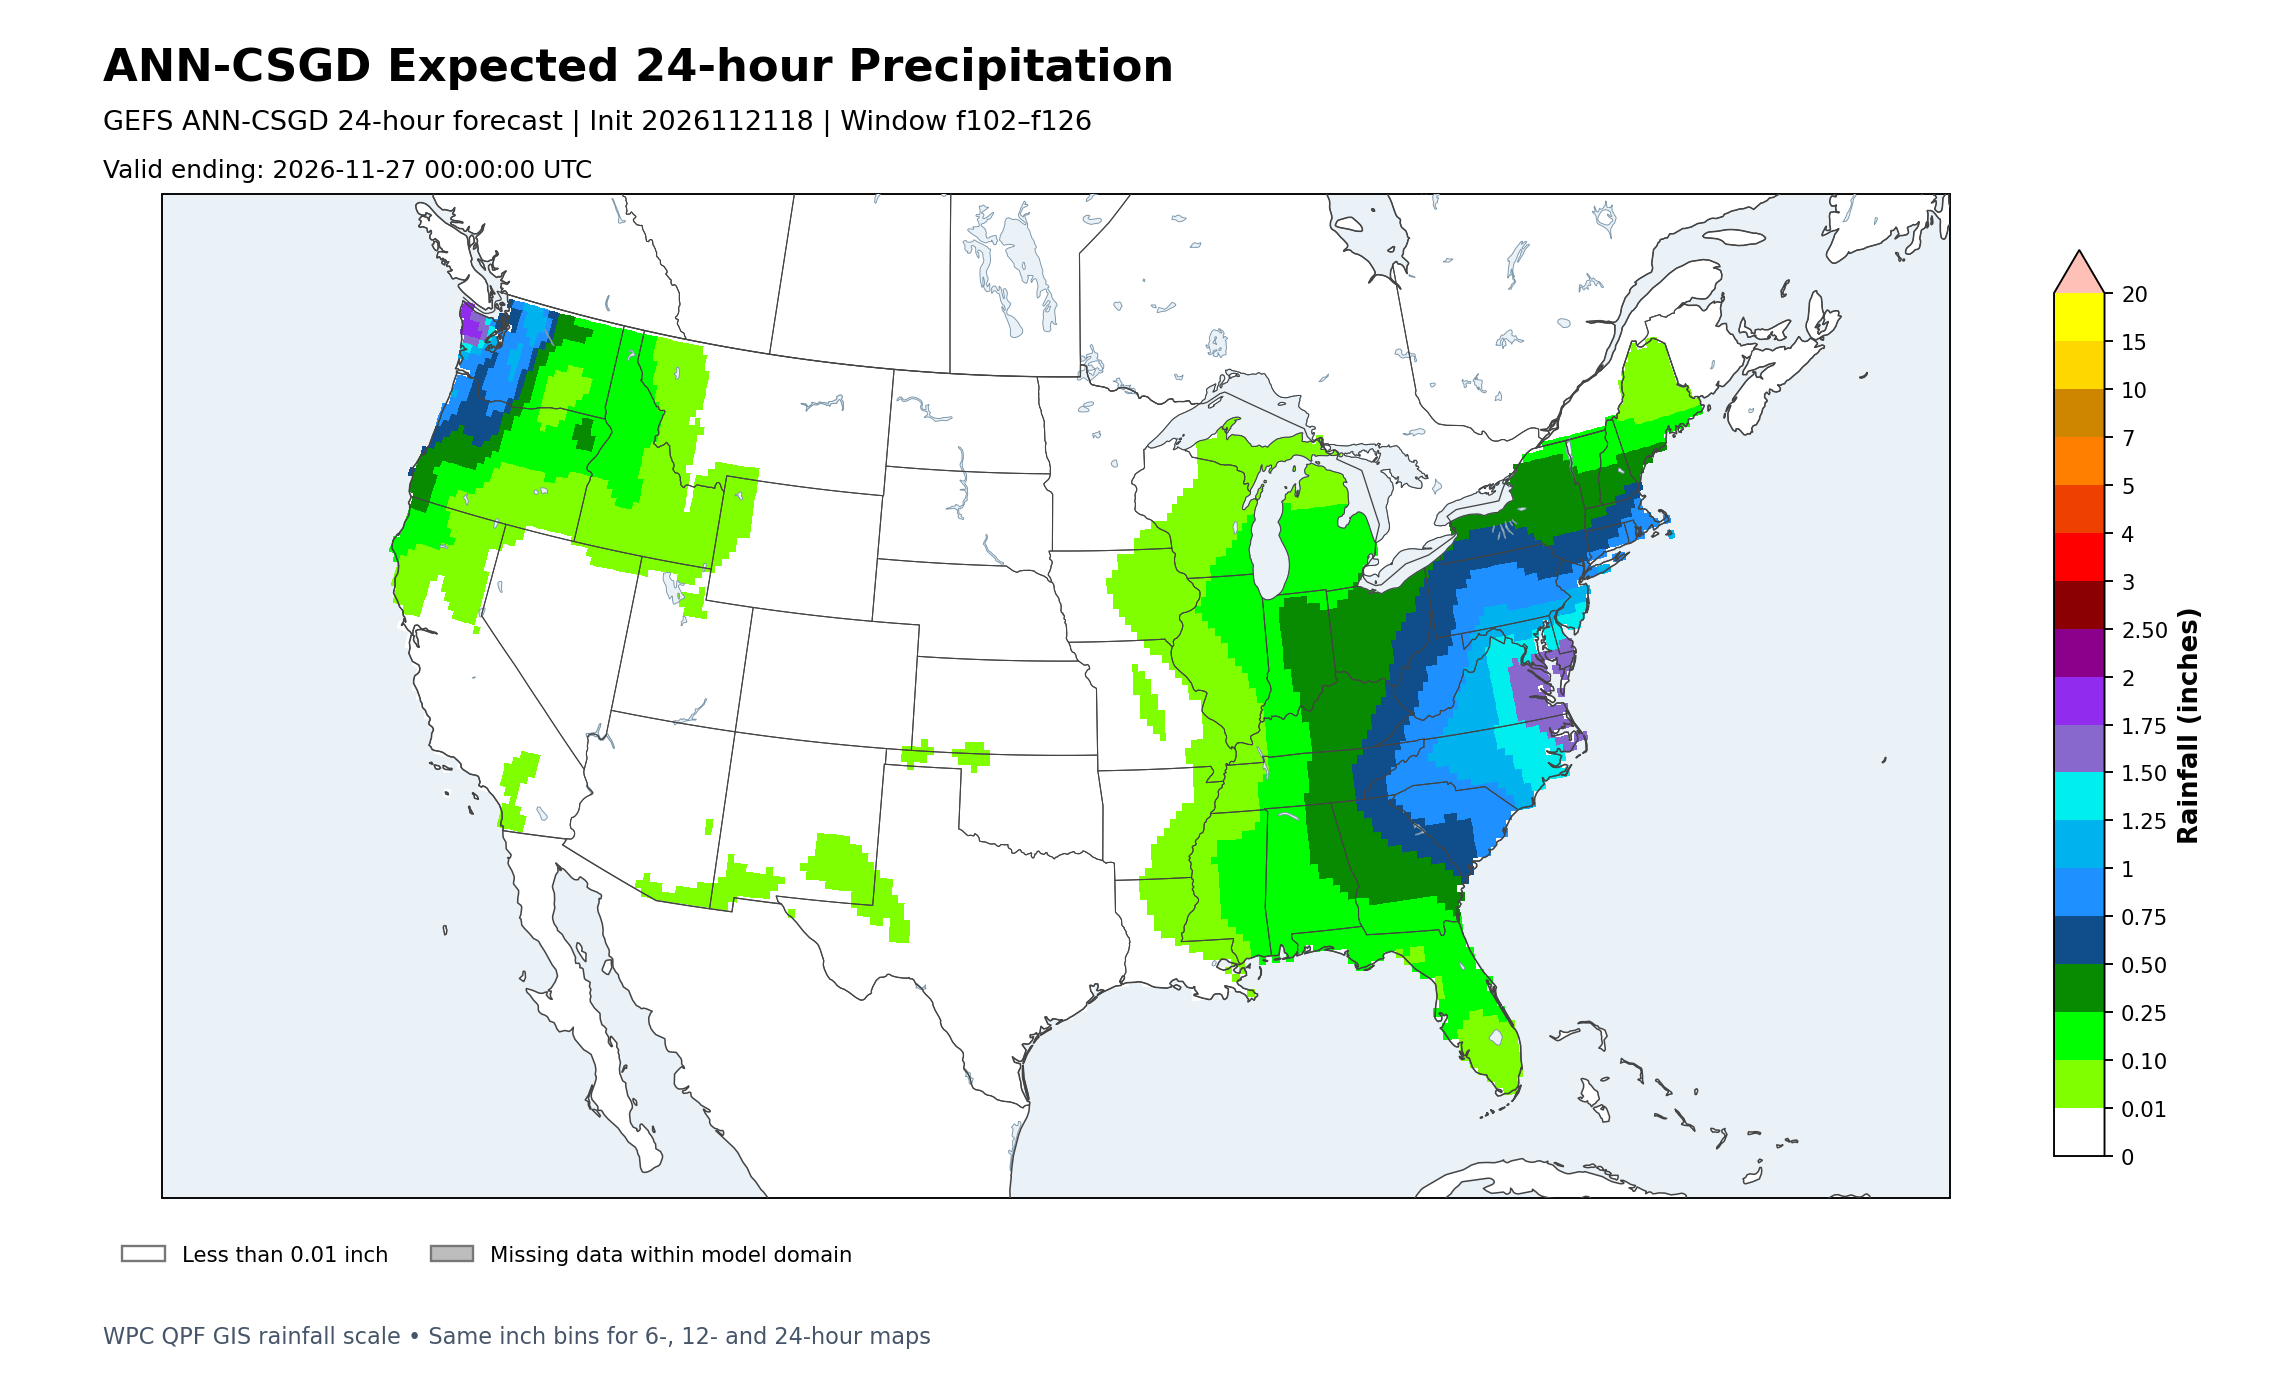 ANN-CSGD Expected 24-hour Precipitation
GEFS ANN-CSGD 24-hour forecast | Init 2026112118 | Window f102–f126
Valid ending: 2026-11-27 00:00:00 UTC
20
15
10
7
5
4
3
2.50
2
1.75
1.50
1.25
1
0.75
0.50
0.25
0.10
0.01
0
Rainfall (inches)
Less than 0.01 inch
Missing data within model domain
WPC QPF GIS rainfall scale • Same inch bins for 6-, 12- and 24-hour maps